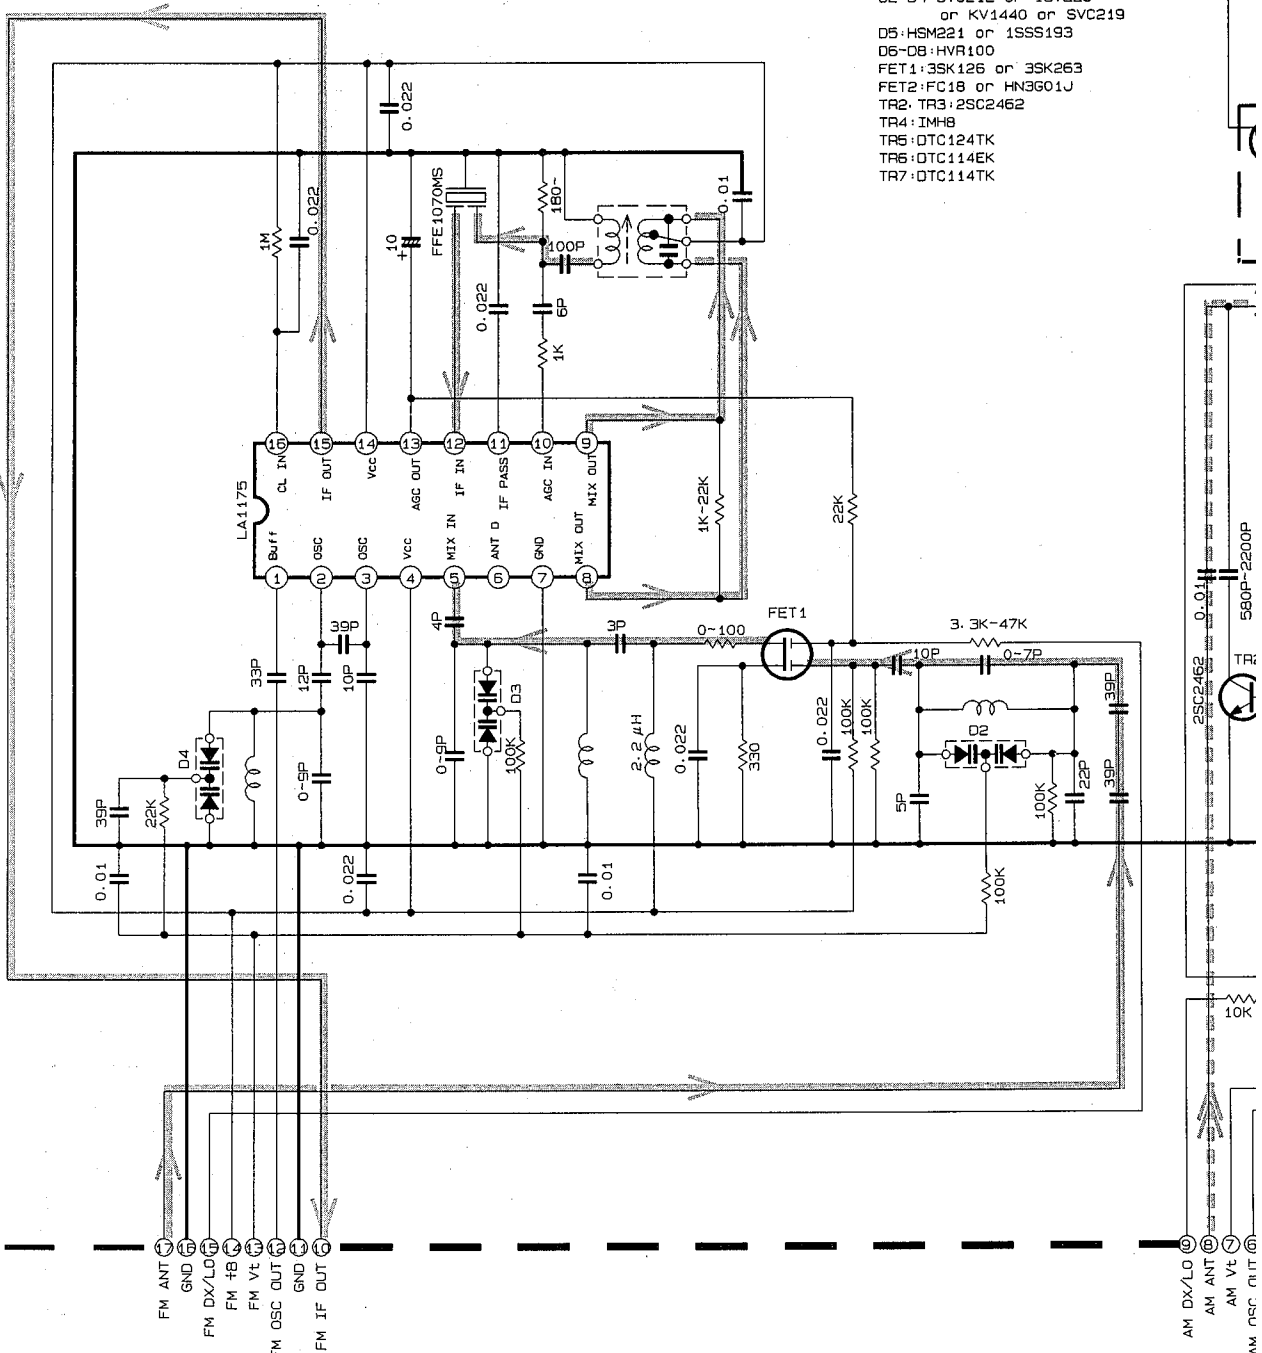 or KV1440 or SVC219
D5:HSM221 or 1SSS193
D6-D8:HVR100
FET1:3SK126 or 3SK263
FET2:FC18 or HN3G01J
TR2, TR3:2SC2462
TR4:IMH8
TR5:DTC124TK
TR6:DTC114EK
TR7:DTC114TK
0.022
1M
0.022
+10
FFE1070MS
180~
100P
0.01
0.022
6P
1K
16 15 14 13 12 11 10 9
CL IN
IF OUT
Vcc
AGC OUT
IF IN
IF PASS
AGC IN
MIX OUT
LA1175
Buff
OSC
OSC
Vcc
MIX IN
ANT D
GND
MIX OUT
1 2 3 4 5 6 7 8
1K~22K
22K
0.01
580P~2200P
2SC2462
33P
12P
39P
10P
4P
3P
0~100
FET1
3.3K~47K
10P
0~7P
39P
D4
39P
22K
0~9P
0~9P
D3
100K
2.2μH
0.022
330
0.022
100K
100K
D2
5P
100K
22P
39P
0.01
0.022
0.01
100K
10K
17 16 15 14 13 12 11 10
FM ANT
GND
FM DX/LO
FM +B
FM Vt
FM OSC OUT
GND
FM IF OUT
9 8 7 6
AM DX/LO
AM ANT
AM Vt
AM OSC OUT